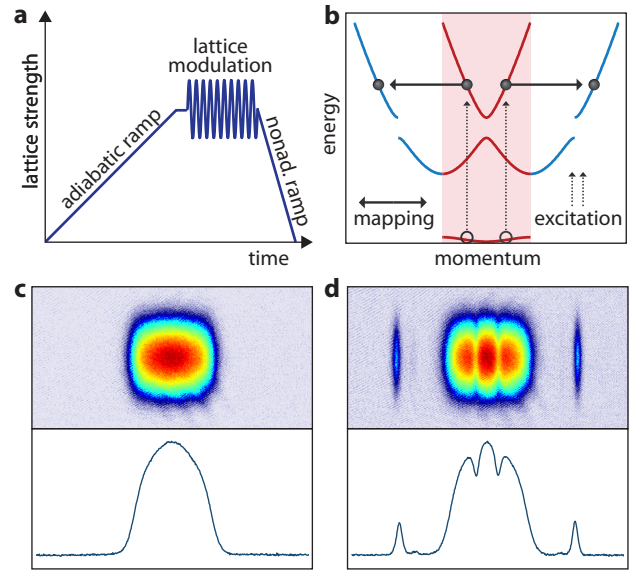 a
lattice
modulation
lattice strength
adiabatic ramp
nonad. ramp
time
b
energy
mapping
excitation
momentum
c
d